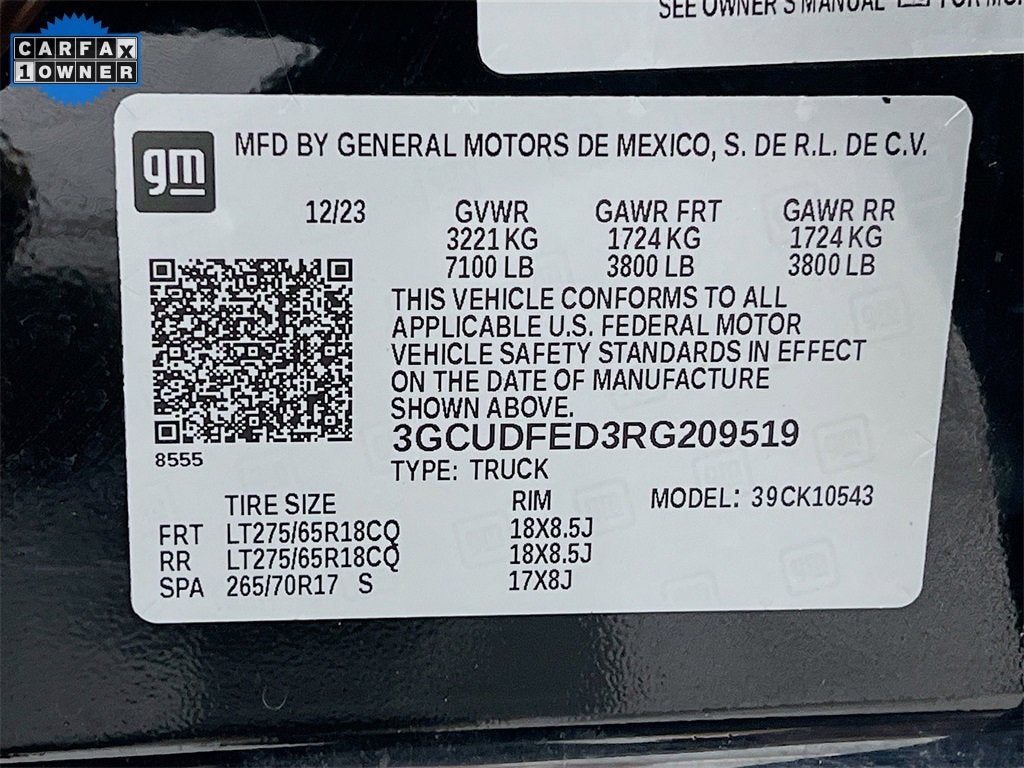 SEE OWNER'S MANUAL FOR
CARFAX
1 OWNER
gm
MFD BY GENERAL MOTORS DE MEXICO, S. DE R.L. DE C.V.
12/23 GVWR GAWR FRT GAWR RR
3221 KG 1724 KG 1724 KG
7100 LB 3800 LB 3800 LB
THIS VEHICLE CONFORMS TO ALL
APPLICABLE U.S. FEDERAL MOTOR
VEHICLE SAFETY STANDARDS IN EFFECT
ON THE DATE OF MANUFACTURE
SHOWN ABOVE.
3GCUDFED3RG209519
8555
TYPE: TRUCK
TIRE SIZE RIM MODEL: 39CK10543
FRT LT275/65R18CQ 18X8.5J
RR LT275/65R18CQ 18X8.5J
SPA 265/70R17 S 17X8J